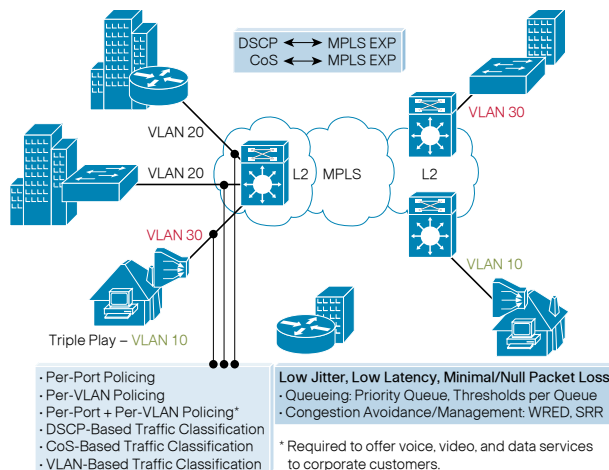 DSCP ↔ MPLS EXP
CoS ↔ MPLS EXP
VLAN 30
VLAN 20
VLAN 20
L2
MPLS
L2
VLAN 30
VLAN 10
Triple Play – VLAN 10
· Per-Port Policing
· Per-VLAN Policing
· Per-Port + Per-VLAN Policing*
· DSCP-Based Traffic Classification
· CoS-Based Traffic Classification
· VLAN-Based Traffic Classification
Low Jitter, Low Latency, Minimal/Null Packet Loss
· Queueing: Priority Queue, Thresholds per Queue
· Congestion Avoidance/Management: WRED, SRR
* Required to offer voice, video, and data services
to corporate customers.